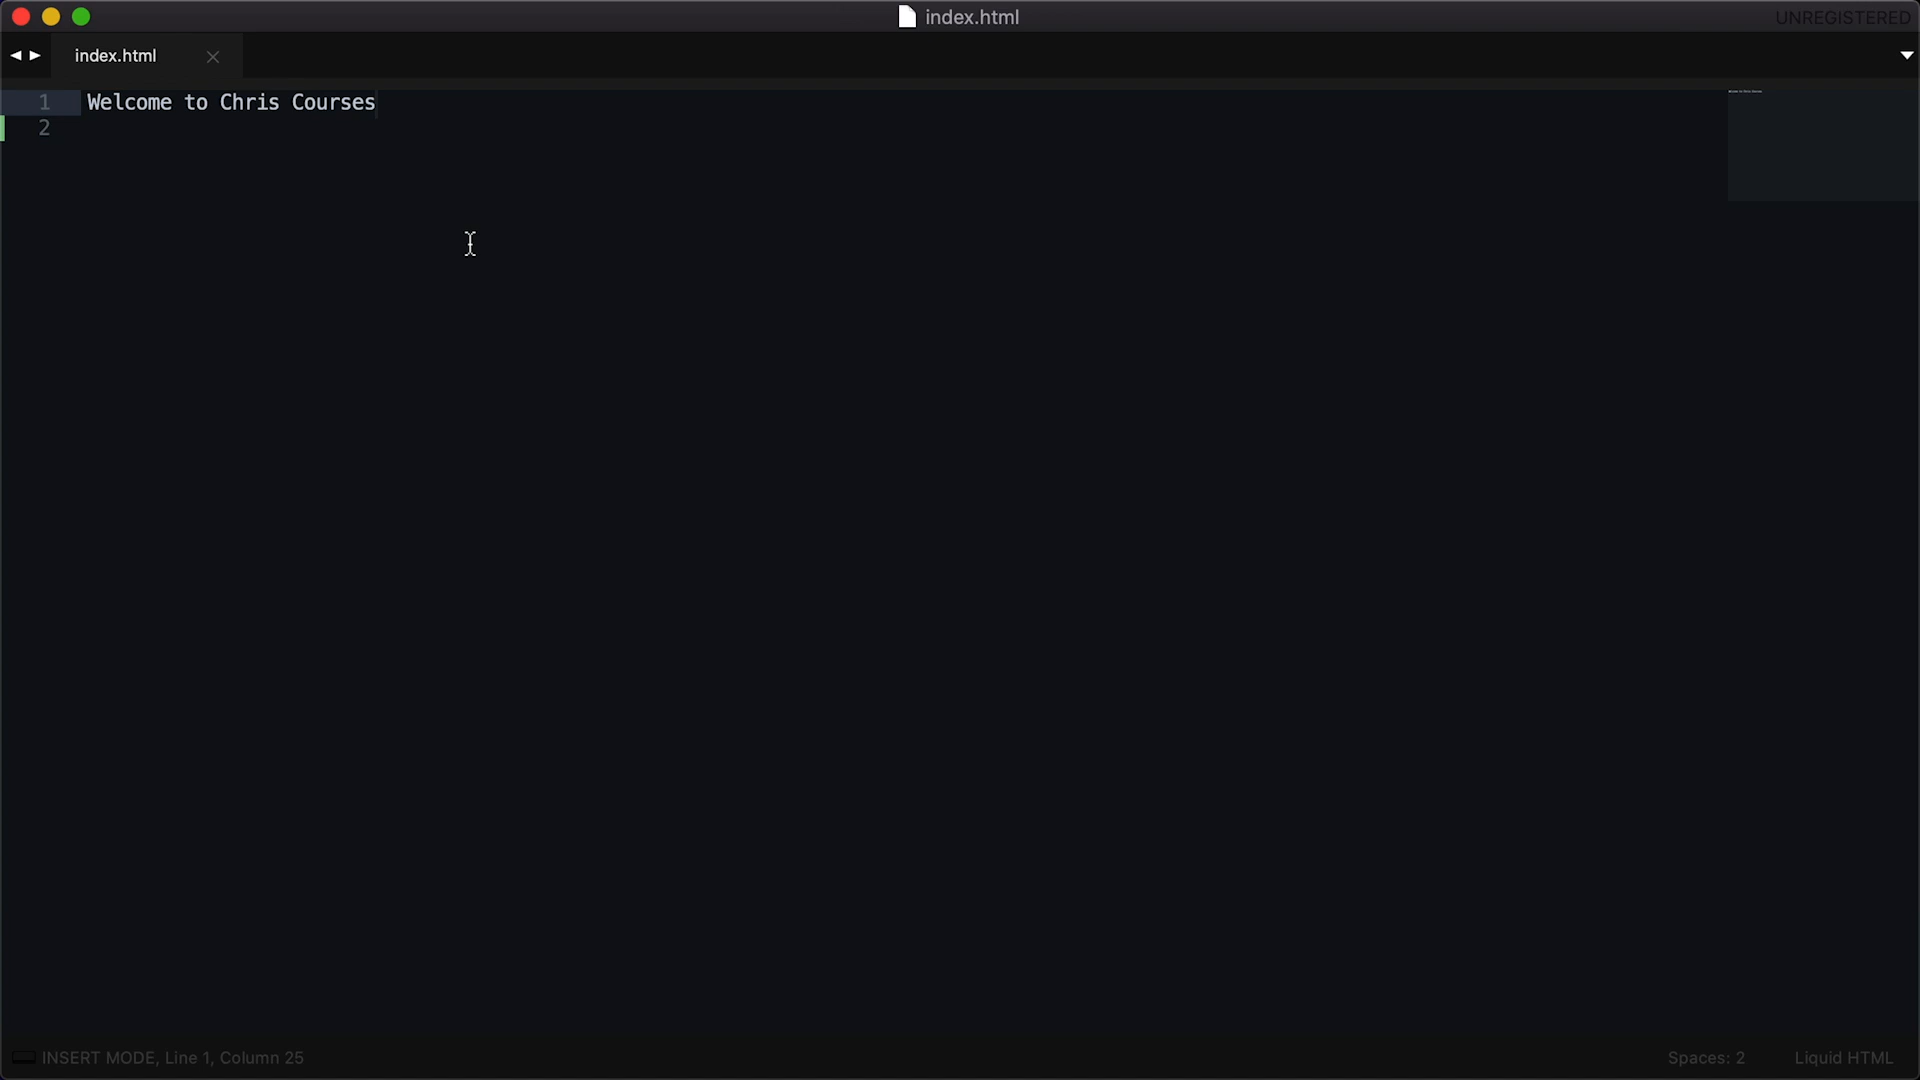 index.html
UNREGISTERED
index.html
1 Welcome to Chris Courses
2
INSERT MODE, Line 1, Column 25
Spaces: 2
Liquid HTML